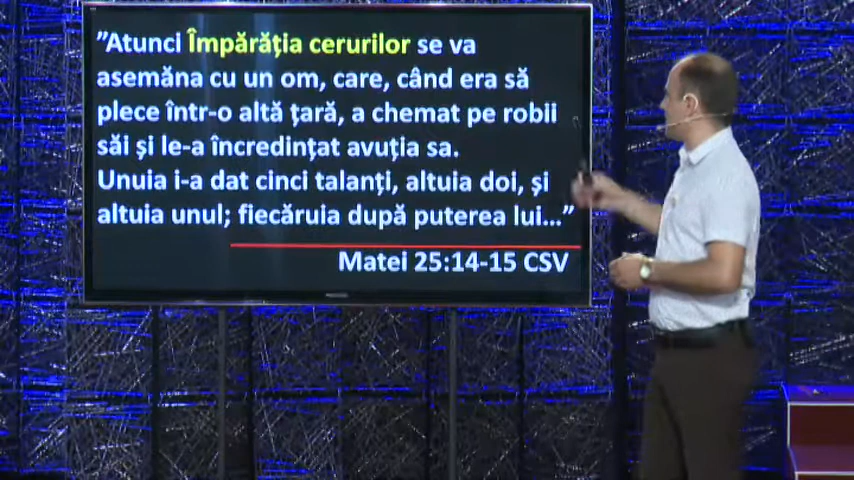 ”Atunci Împărăția cerurilor se va
asemăna cu un om, care, când era să
plece într-o altă țară, a chemat pe robii
săi și le-a încredințat avuția sa.
Unuia i-a dat cinci talanți, altuia doi, și
altuia unul; fiecăruia după puterea lui...”
Matei 25:14-15 CSV